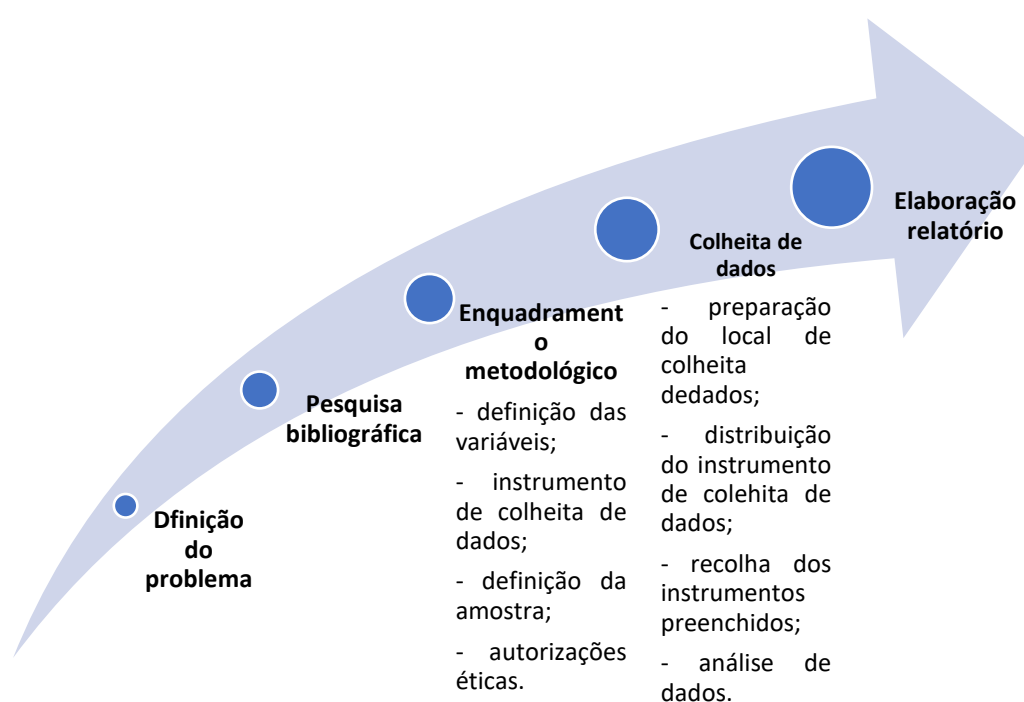 Dfinição
do
problema
Pesquisa
bibliográfica
Enquadrament
o
metodológico
- definição das
variáveis;
- instrumento
de colheita de
dados;
- definição da
amostra;
- autorizações
éticas.
Colheita de
dados
- preparação
do local de
colheita
dedados;
- distribuição
do instrumento
de colehita de
dados;
- recolha dos
instrumentos
preenchidos;
- análise de
dados.
Elaboração
relatório